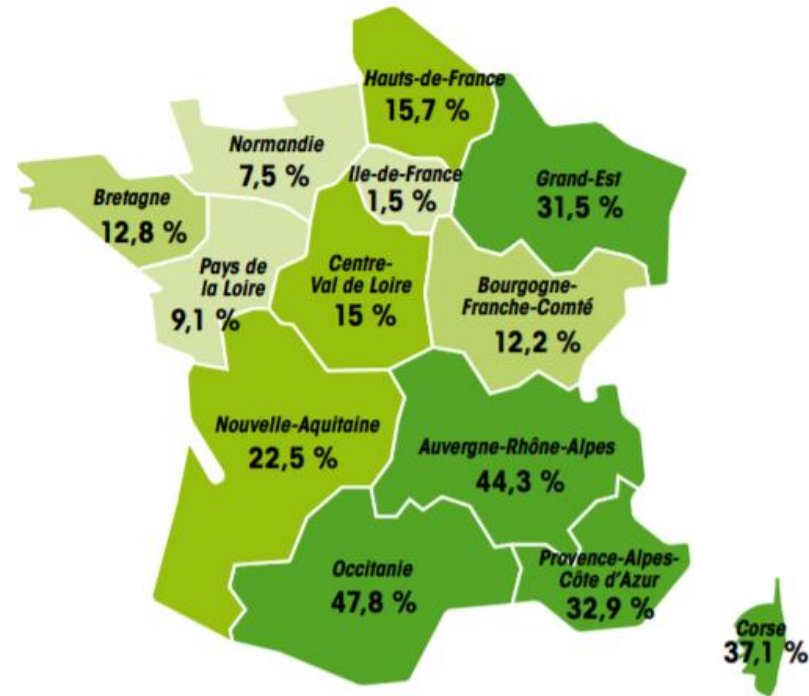 Hauts-de-France
15,7 %
Normandie
7,5 %
Ile-de-France
1,5 %
Grand-Est
31,5 %
Bretagne
12,8 %
Pays de
la Loire
9,1 %
Centre-
Val de Loire
15 %
Bourgogne-
Franche-Comté
12,2 %
Nouvelle-Aquitaine
22,5 %
Auvergne-Rhône-Alpes
44,3 %
Occitanie
47,8 %
Provence-Alpes-
Côte d'Azur
32,9 %
Corse
37,1 %